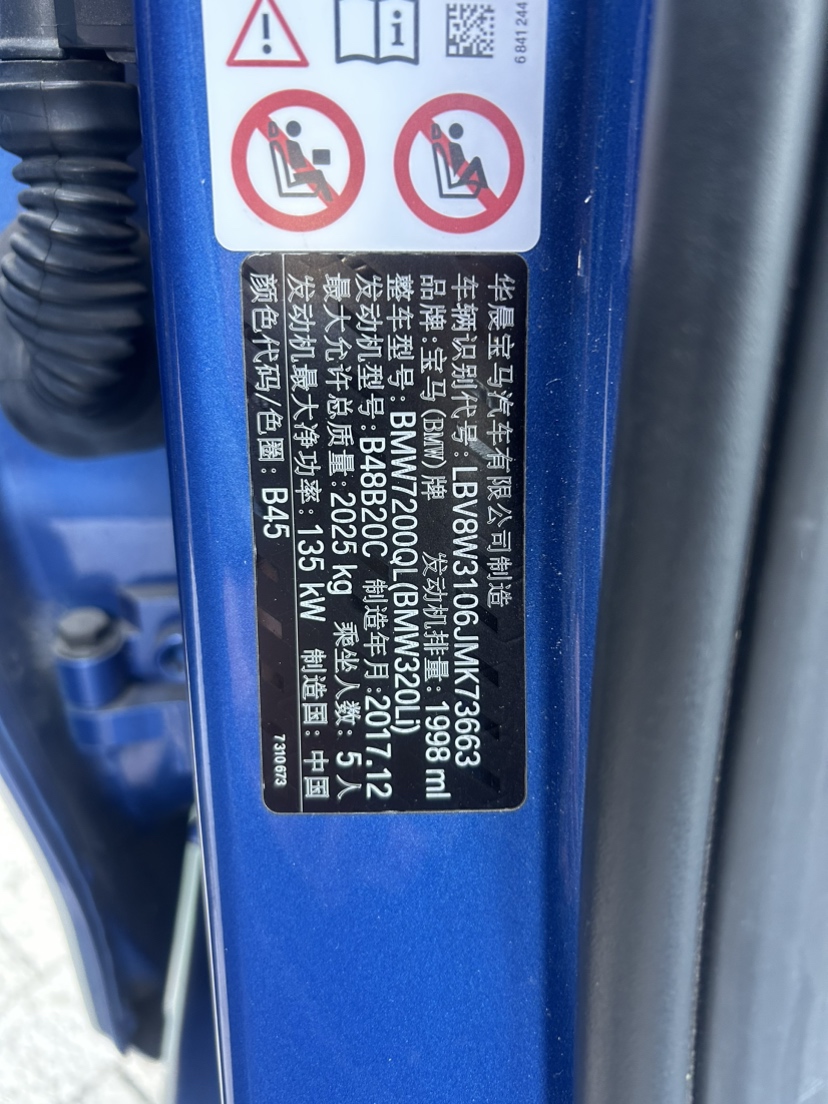 6 841 244
华晨宝马汽车有限公司制造
车辆识别代号:LBV8W3106JMK73663
品牌:宝马(BMW)牌 发动机排量:1998 ml
整车型号:BMW7200QL(BMW320Li)
发动机型号:B48B20C 制造年月:2017.12
最大允许总质量:2025 kg 乘坐人数:5人
发动机最大净功率:135 kW 制造国:中国
颜色代码/色圈:B45
7 310 673